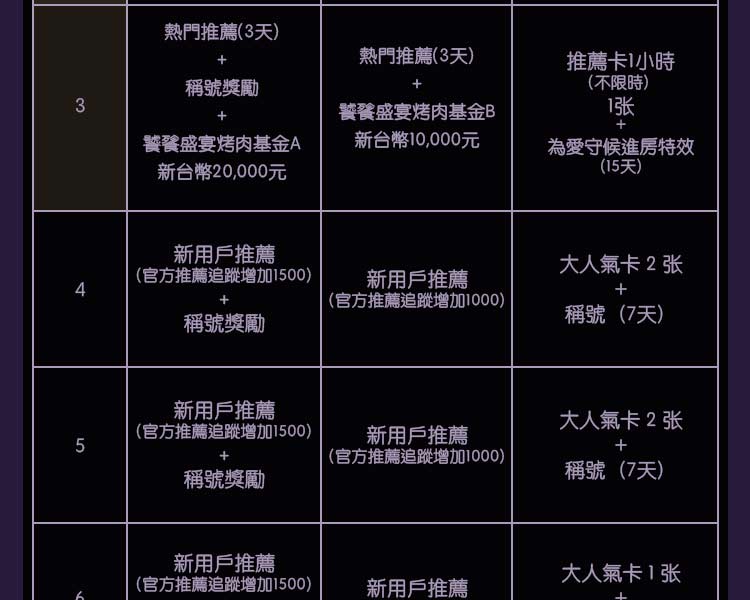 3
熱門推薦(3天)
+
稱號獎勵
+
饕餮盛宴烤肉基金A
新台幣20,000元
熱門推薦(3天)
+
饕餮盛宴烤肉基金B
新台幣10,000元
推薦卡1小時
(不限時)
1张
+
為愛守候進房特效
(15天)
4
新用戶推薦
(官方推薦追蹤增加1500)
+
稱號獎勵
新用戶推薦
(官方推薦追蹤增加1000)
大人氣卡 2 张
+
稱號（7天）
5
新用戶推薦
(官方推薦追蹤增加1500)
+
稱號獎勵
新用戶推薦
(官方推薦追蹤增加1000)
大人氣卡 2 张
+
稱號（7天）
6
新用戶推薦
(官方推薦追蹤增加1500)
新用戶推薦
大人氣卡 1 张
+